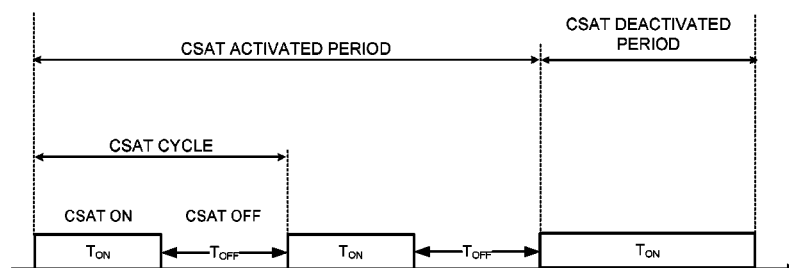 CSAT DEACTIVATED
PERIOD
CSAT ACTIVATED PERIOD
CSAT CYCLE
CSAT ON
CSAT OFF
TON
TOFF
TON
TOFF
TON